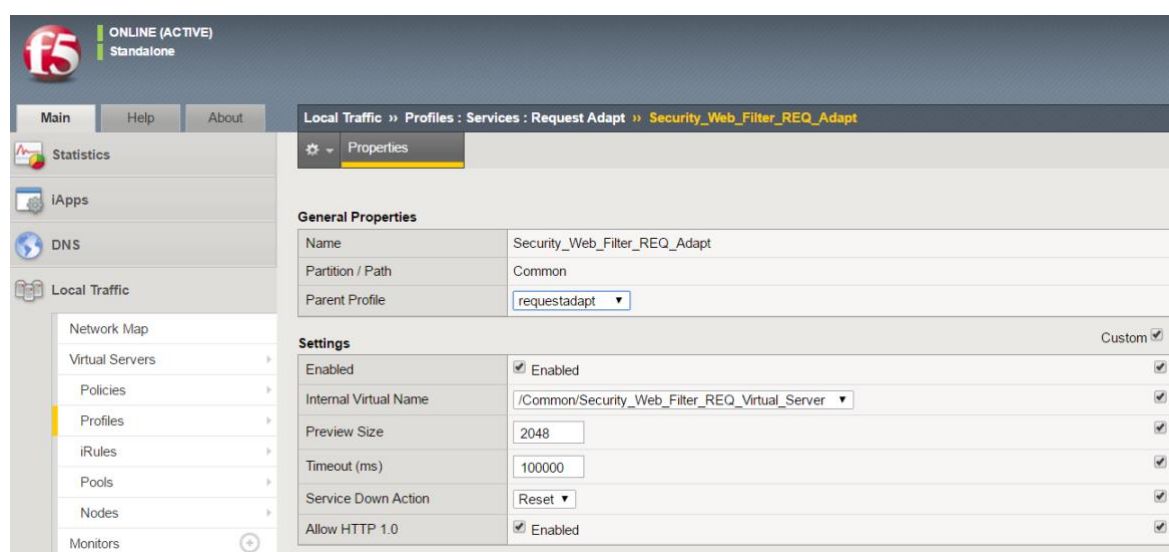 f5
ONLINE (ACTIVE)
Standalone
Main Help About
Local Traffic ›› Profiles : Services : Request Adapt ›› Security_Web_Filter_REQ_Adapt
Statistics
Properties
iApps
DNS
Local Traffic
Network Map
Virtual Servers
Policies
Profiles
iRules
Pools
Nodes
Monitors
General Properties
Name Security_Web_Filter_REQ_Adapt
Partition / Path Common
Parent Profile requestadapt
Settings Custom
Enabled Enabled
Internal Virtual Name /Common/Security_Web_Filter_REQ_Virtual_Server
Preview Size 2048
Timeout (ms) 100000
Service Down Action Reset
Allow HTTP 1.0 Enabled